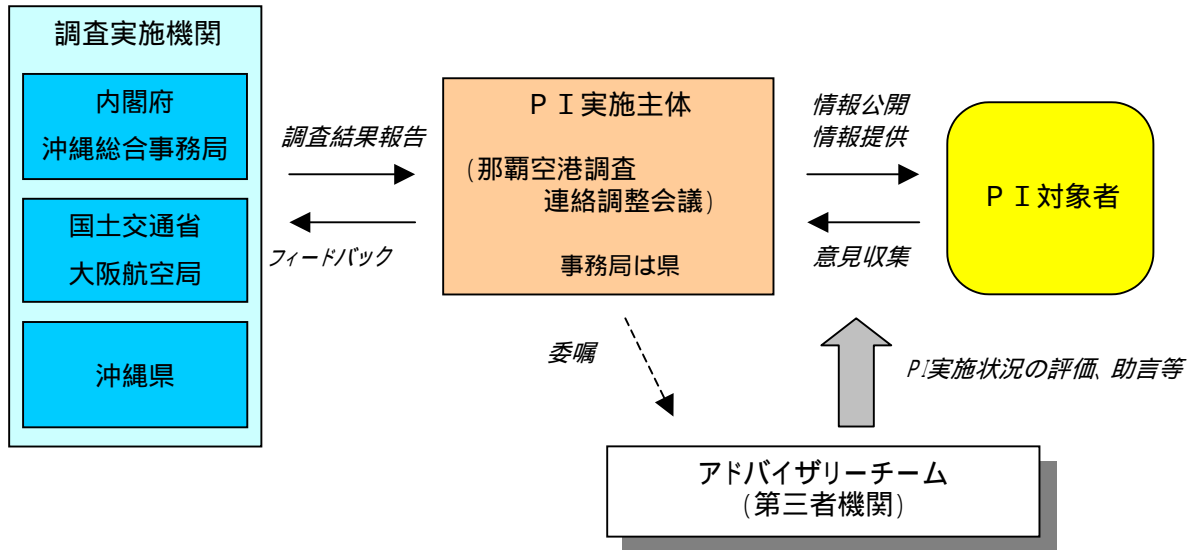 調査実施機関
内閣府
沖縄総合事務局
国土交通省
大阪航空局
沖縄県
調査結果報告
フィードバック
ＰＩ実施主体
(那覇空港調査
連絡調整会議)
事務局は県
情報公開
情報提供
意見収集
ＰＩ対象者
委嘱
PI実施状況の評価、助言等
アドバイザリーチーム
(第三者機関)